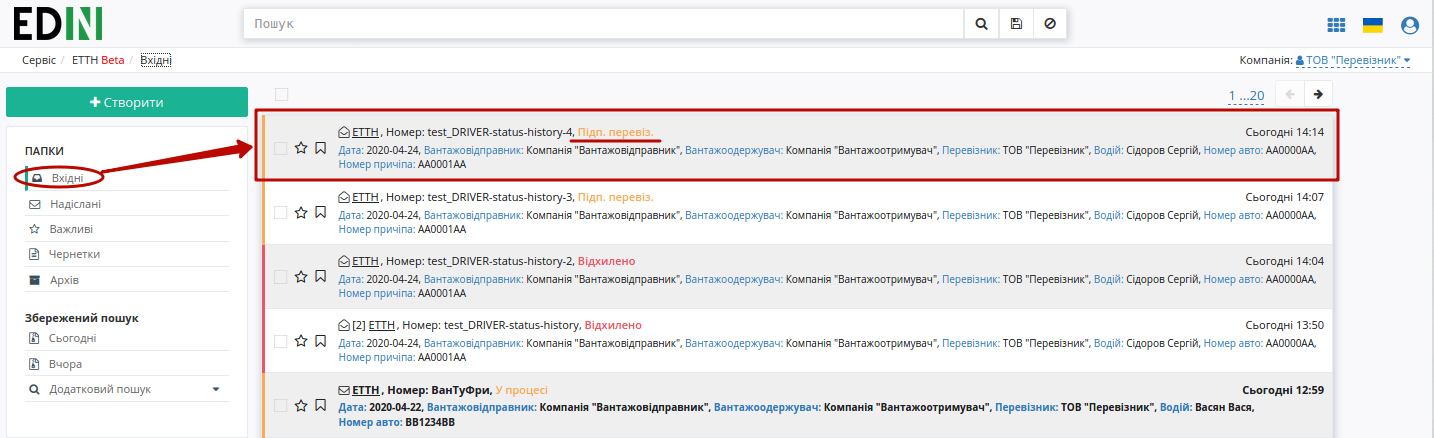 EDIN
Пошук
Сервіс / ЕТТН Beta / Вхідні
Компанія: ТОВ "Перевізник"
Створити
1 ...20
ПАПКИ
Вхідні
Надіслані
Важливі
Чернетки
Архів
Збережений пошук
Сьогодні
Вчора
Додатковий пошук
ЕТТН, Номер: test_DRIVER-status-history-4, Підп. перевіз. Сьогодні 14:14
Дата: 2020-04-24, Вантажовідправник: Компанія "Вантажовідправник", Вантажоодержувач: Компанія "Вантажоотримувач", Перевізник: ТОВ "Перевізник", Водій: Сідоров Сергій, Номер авто: АА0000АА,
Номер причіпа: АА0001АА
ЕТТН, Номер: test_DRIVER-status-history-3, Підп. перевіз. Сьогодні 14:07
Дата: 2020-04-24, Вантажовідправник: Компанія "Вантажовідправник", Вантажоодержувач: Компанія "Вантажоотримувач", Перевізник: ТОВ "Перевізник", Водій: Сідоров Сергій, Номер авто: АА0000АА,
Номер причіпа: АА0001АА
ЕТТН, Номер: test_DRIVER-status-history-2, Відхилено Сьогодні 14:04
Дата: 2020-04-24, Вантажовідправник: Компанія "Вантажовідправник", Вантажоодержувач: Компанія "Вантажоотримувач", Перевізник: ТОВ "Перевізник", Водій: Сідоров Сергій, Номер авто: АА0000АА,
Номер причіпа: АА0001АА
[2] ЕТТН, Номер: test_DRIVER-status-history, Відхилено Сьогодні 13:50
Дата: 2020-04-24, Вантажовідправник: Компанія "Вантажовідправник", Вантажоодержувач: Компанія "Вантажоотримувач", Перевізник: ТОВ "Перевізник", Водій: Сідоров Сергій, Номер авто: АА0000АА,
Номер причіпа: АА0001АА
ЕТТН, Номер: ВанТуФри, У процесі Сьогодні 12:59
Дата: 2020-04-22, Вантажовідправник: Компанія "Вантажовідправник", Вантажоодержувач: Компанія "Вантажоотримувач", Перевізник: ТОВ "Перевізник", Водій: Васян Вася,
Номер авто: ВВ1234ВВ